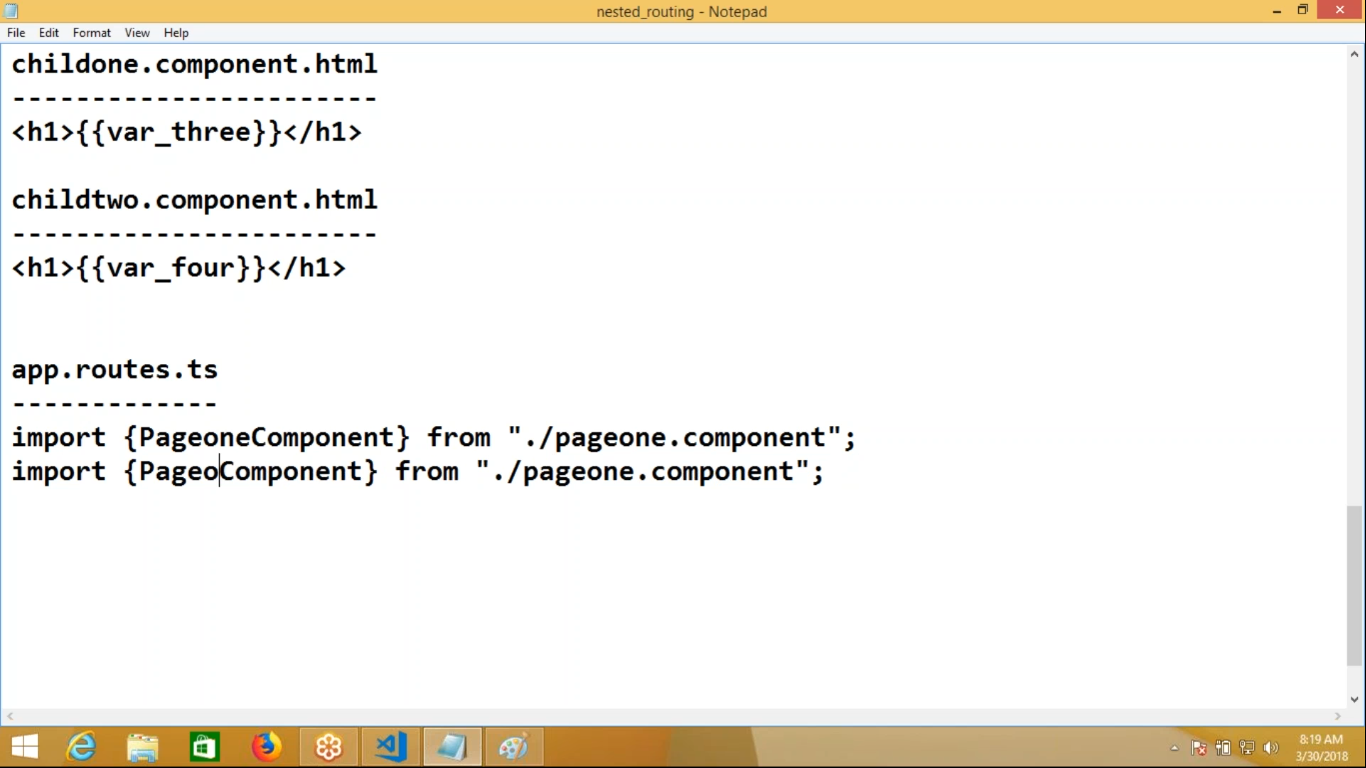 nested_routing - Notepad
File Edit Format View Help
childone.component.html
-----------------------
<h1>{{var_three}}</h1>
childtwo.component.html
-----------------------
<h1>{{var_four}}</h1>
app.routes.ts
-------------
import {PageoneComponent} from "./pageone.component";
import {PageoComponent} from "./pageone.component";
8:19 AM
3/30/2018